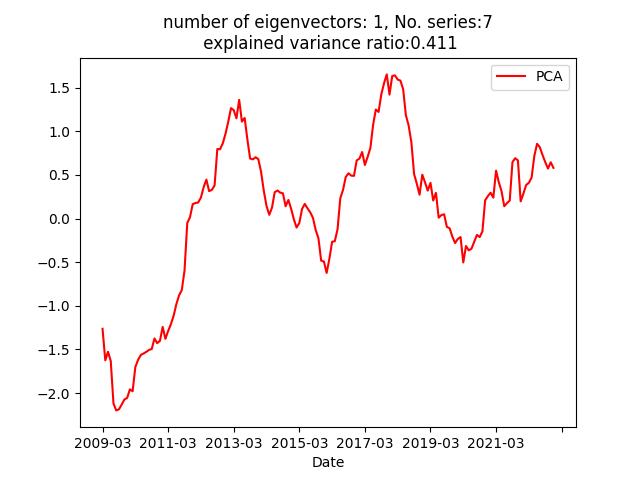 number of eigenvectors: 1, No. series:7
explained variance ratio:0.411
PCA
1.5
1.0
0.5
0.0
−0.5
−1.0
−1.5
−2.0
2009-03 2011-03 2013-03 2015-03 2017-03 2019-03 2021-03
Date